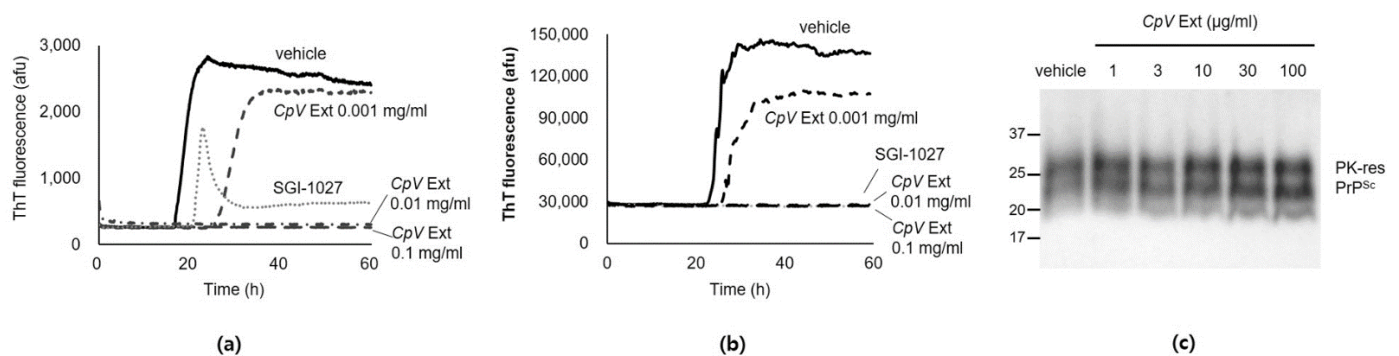 ThT fluorescence (afu)
3,000
2,000
1,000
0
0
20
40
60
Time (h)
vehicle
CpV Ext 0.001 mg/ml
SGI-1027
CpV Ext
0.01 mg/ml
CpV Ext
0.1 mg/ml
(a)
ThT fluorescence (afu)
150,000
120,000
90,000
60,000
30,000
0
0
20
40
60
Time (h)
vehicle
CpV Ext 0.001 mg/ml
SGI-1027
CpV Ext
0.01 mg/ml
CpV Ext
0.1 mg/ml
(b)
CpV Ext (μg/ml)
vehicle 1 3 10 30 100
37
25
20
17
PK-res
PrPSc
(c)